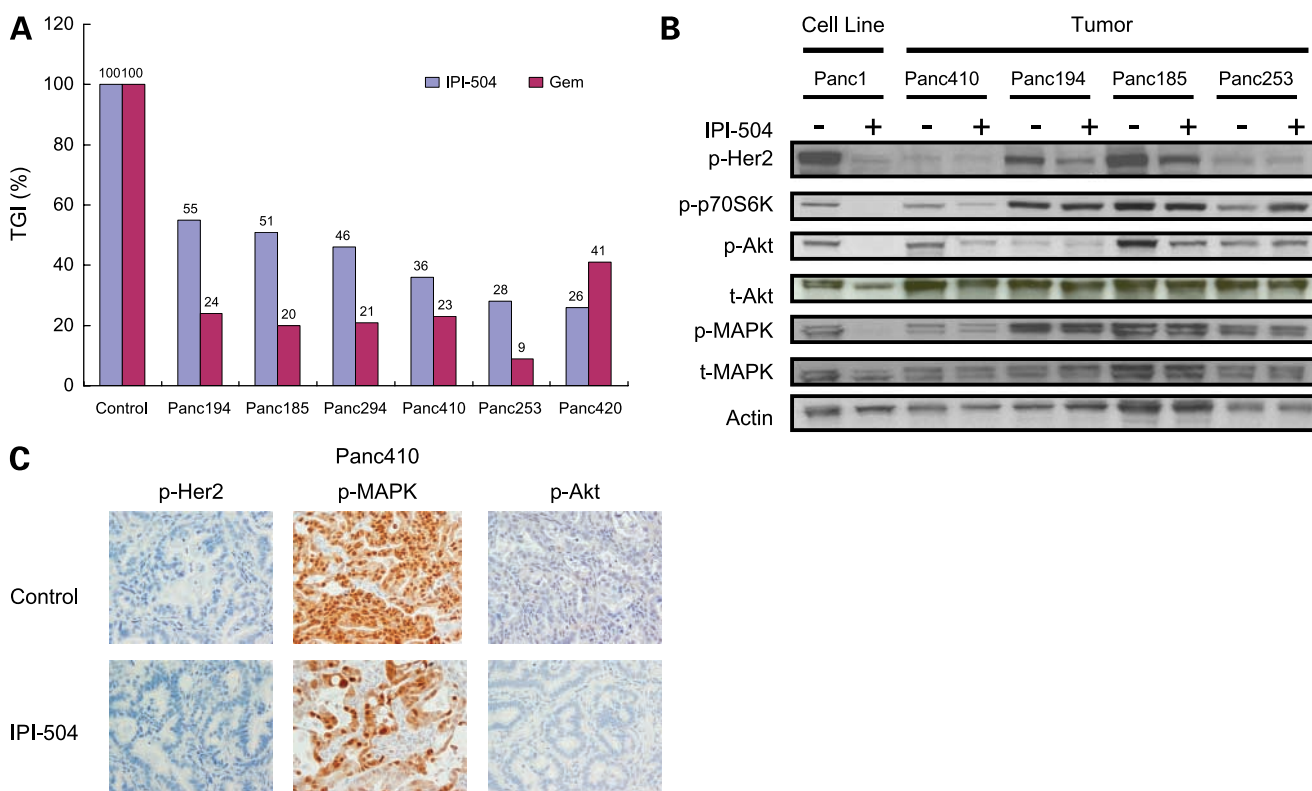 A
TGI (%)
120
100
80
60
40
20
0
IPI-504 Gem
100 100
55 24
51 20
46 21
36 23
28 9
26 41
Control Panc194 Panc185 Panc294 Panc410 Panc253 Panc420
B
Cell Line Tumor
Panc1 Panc410 Panc194 Panc185 Panc253
IPI-504 - + - + - + - + - +
p-Her2
p-p70S6K
p-Akt
t-Akt
p-MAPK
t-MAPK
Actin
C
Panc410
p-Her2 p-MAPK p-Akt
Control
IPI-504